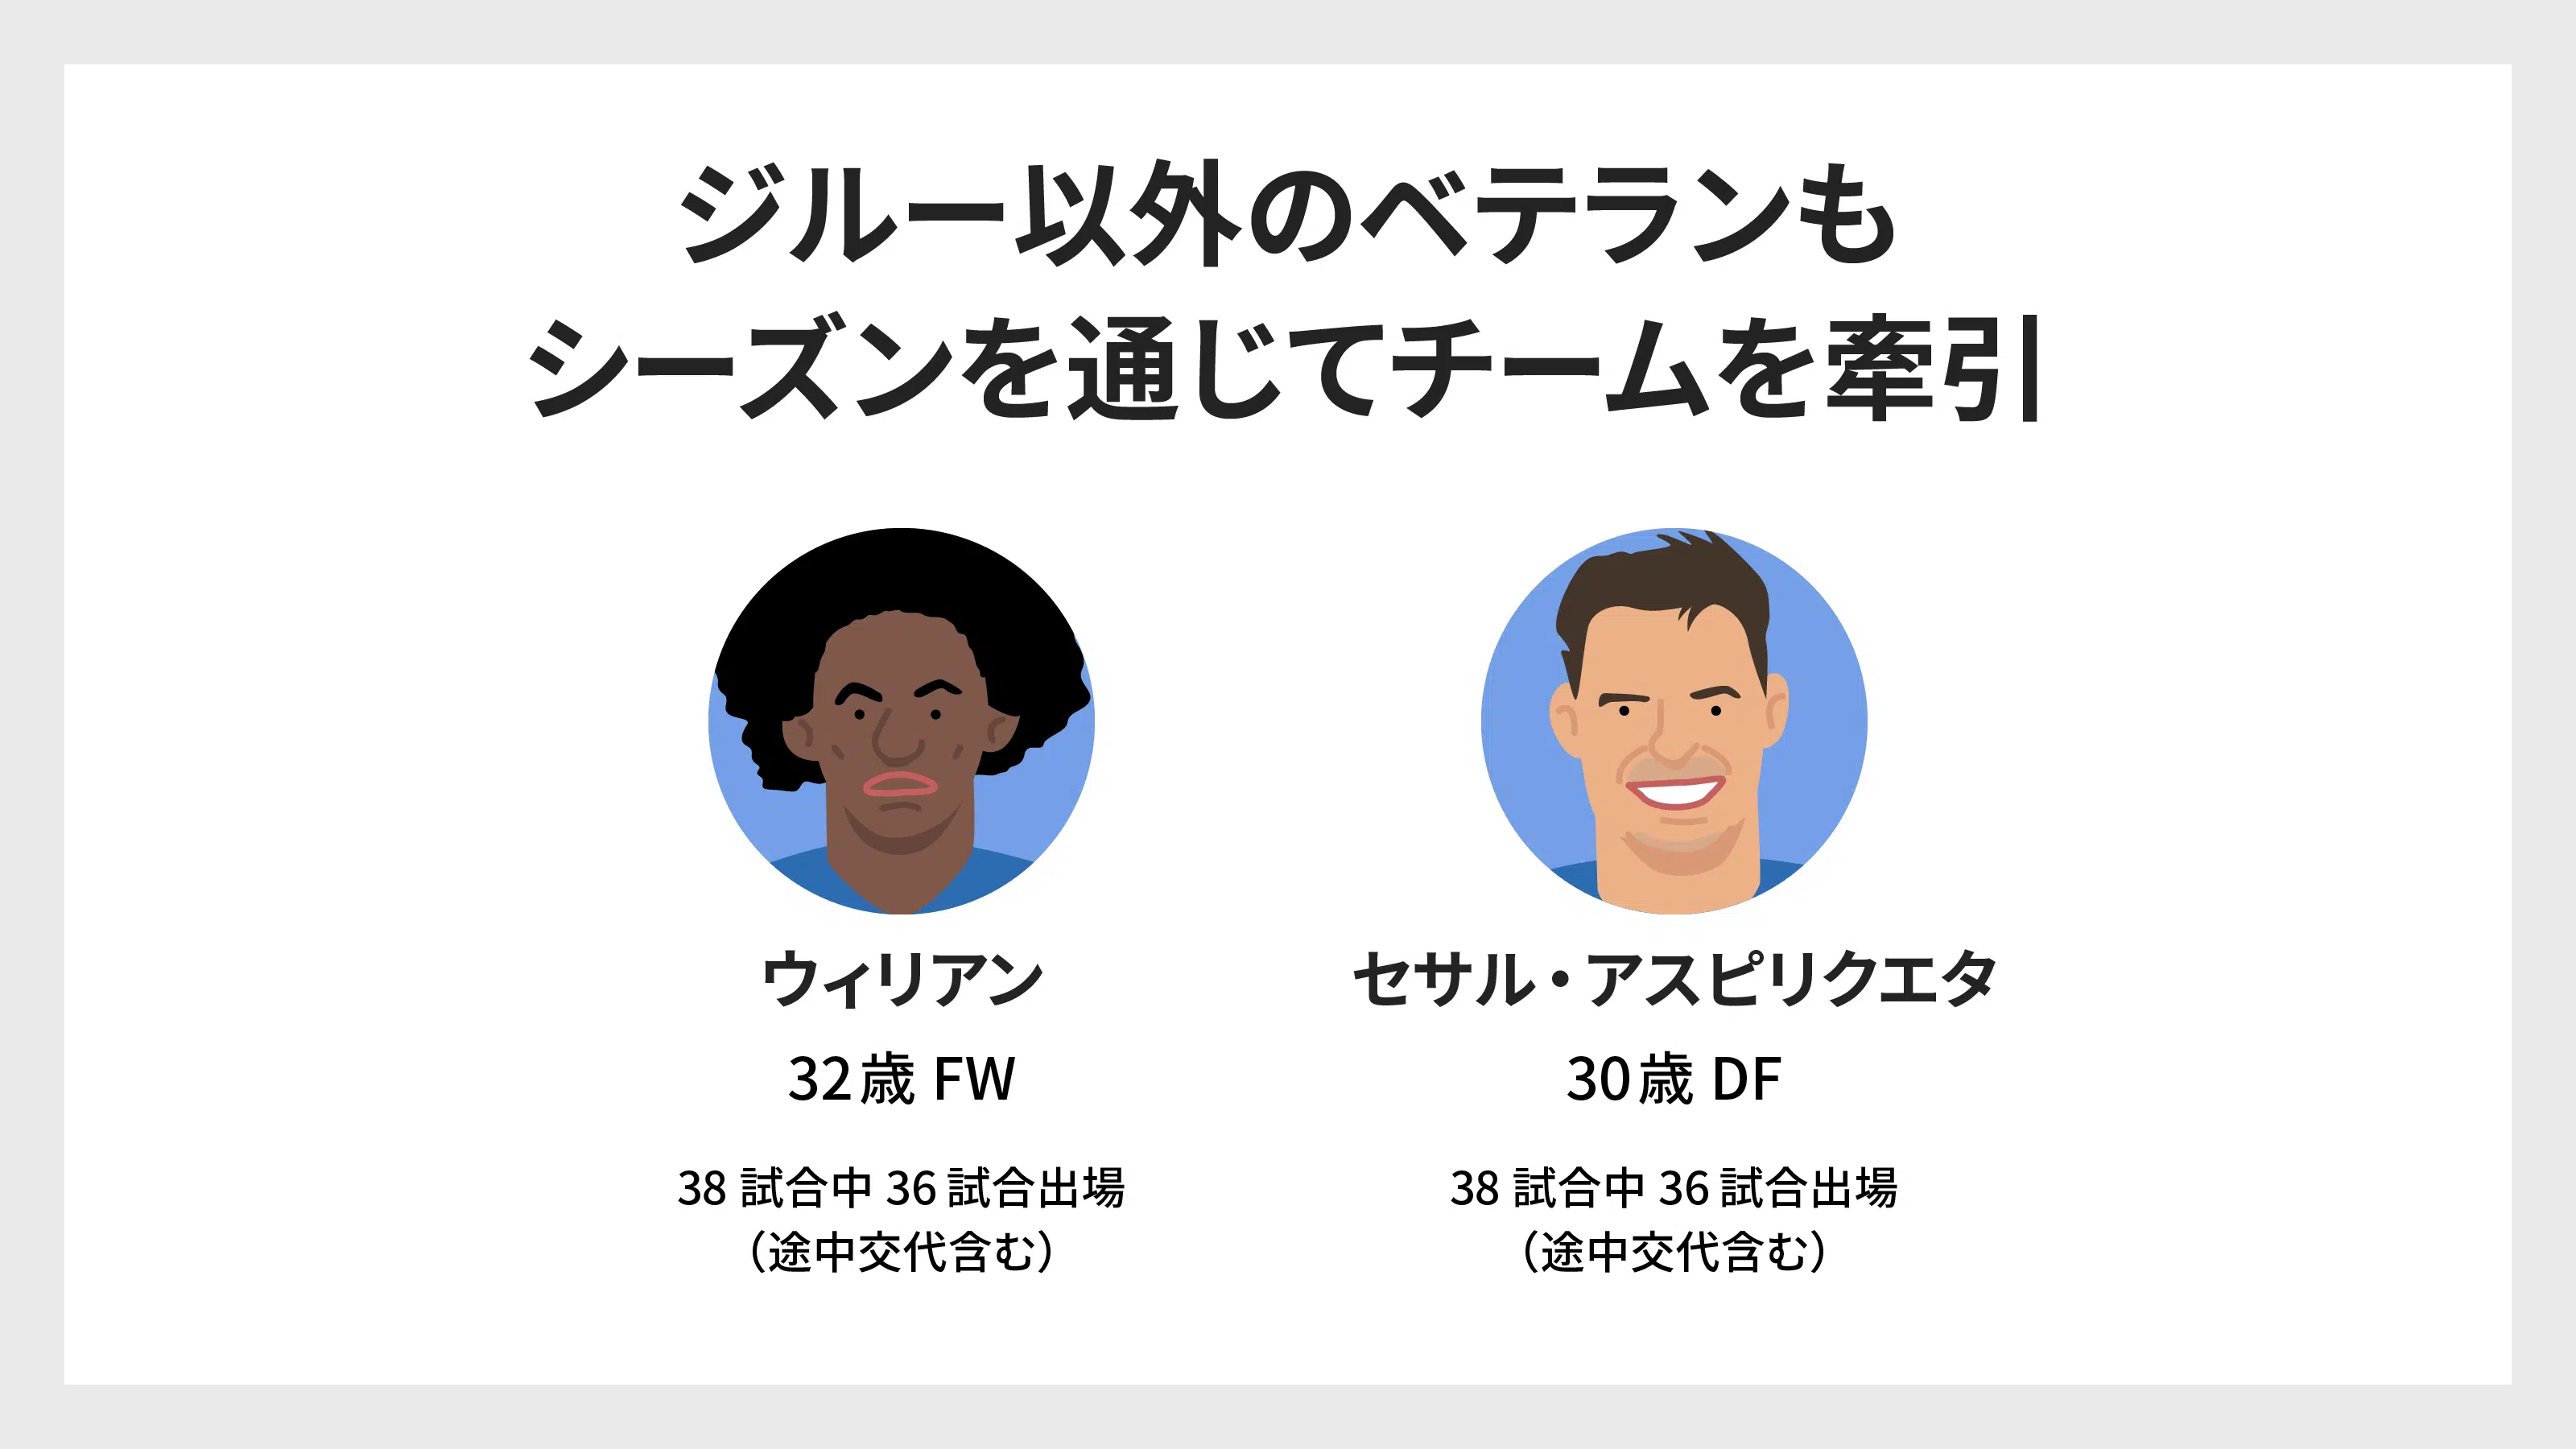 ジルー以外のベテランも
シーズンを通じてチームを牽引
ウィリアン
32歳 FW
38 試合中 36 試合出場
（途中交代含む）
セサル・アスピリクエタ
30歳 DF
38 試合中 36 試合出場
（途中交代含む）